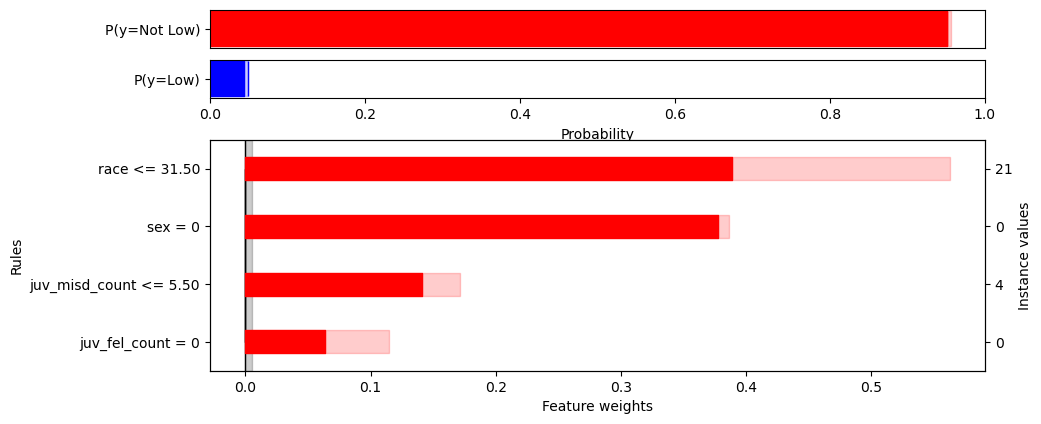 P(y=Not Low)
P(y=Low)
0.0 0.2 0.4 0.6 0.8 1.0
Probability
race <= 31.50 21
sex = 0 0
juv_misd_count <= 5.50 4
juv_fel_count = 0 0
Rules
Instance values
0.0 0.1 0.2 0.3 0.4 0.5
Feature weights